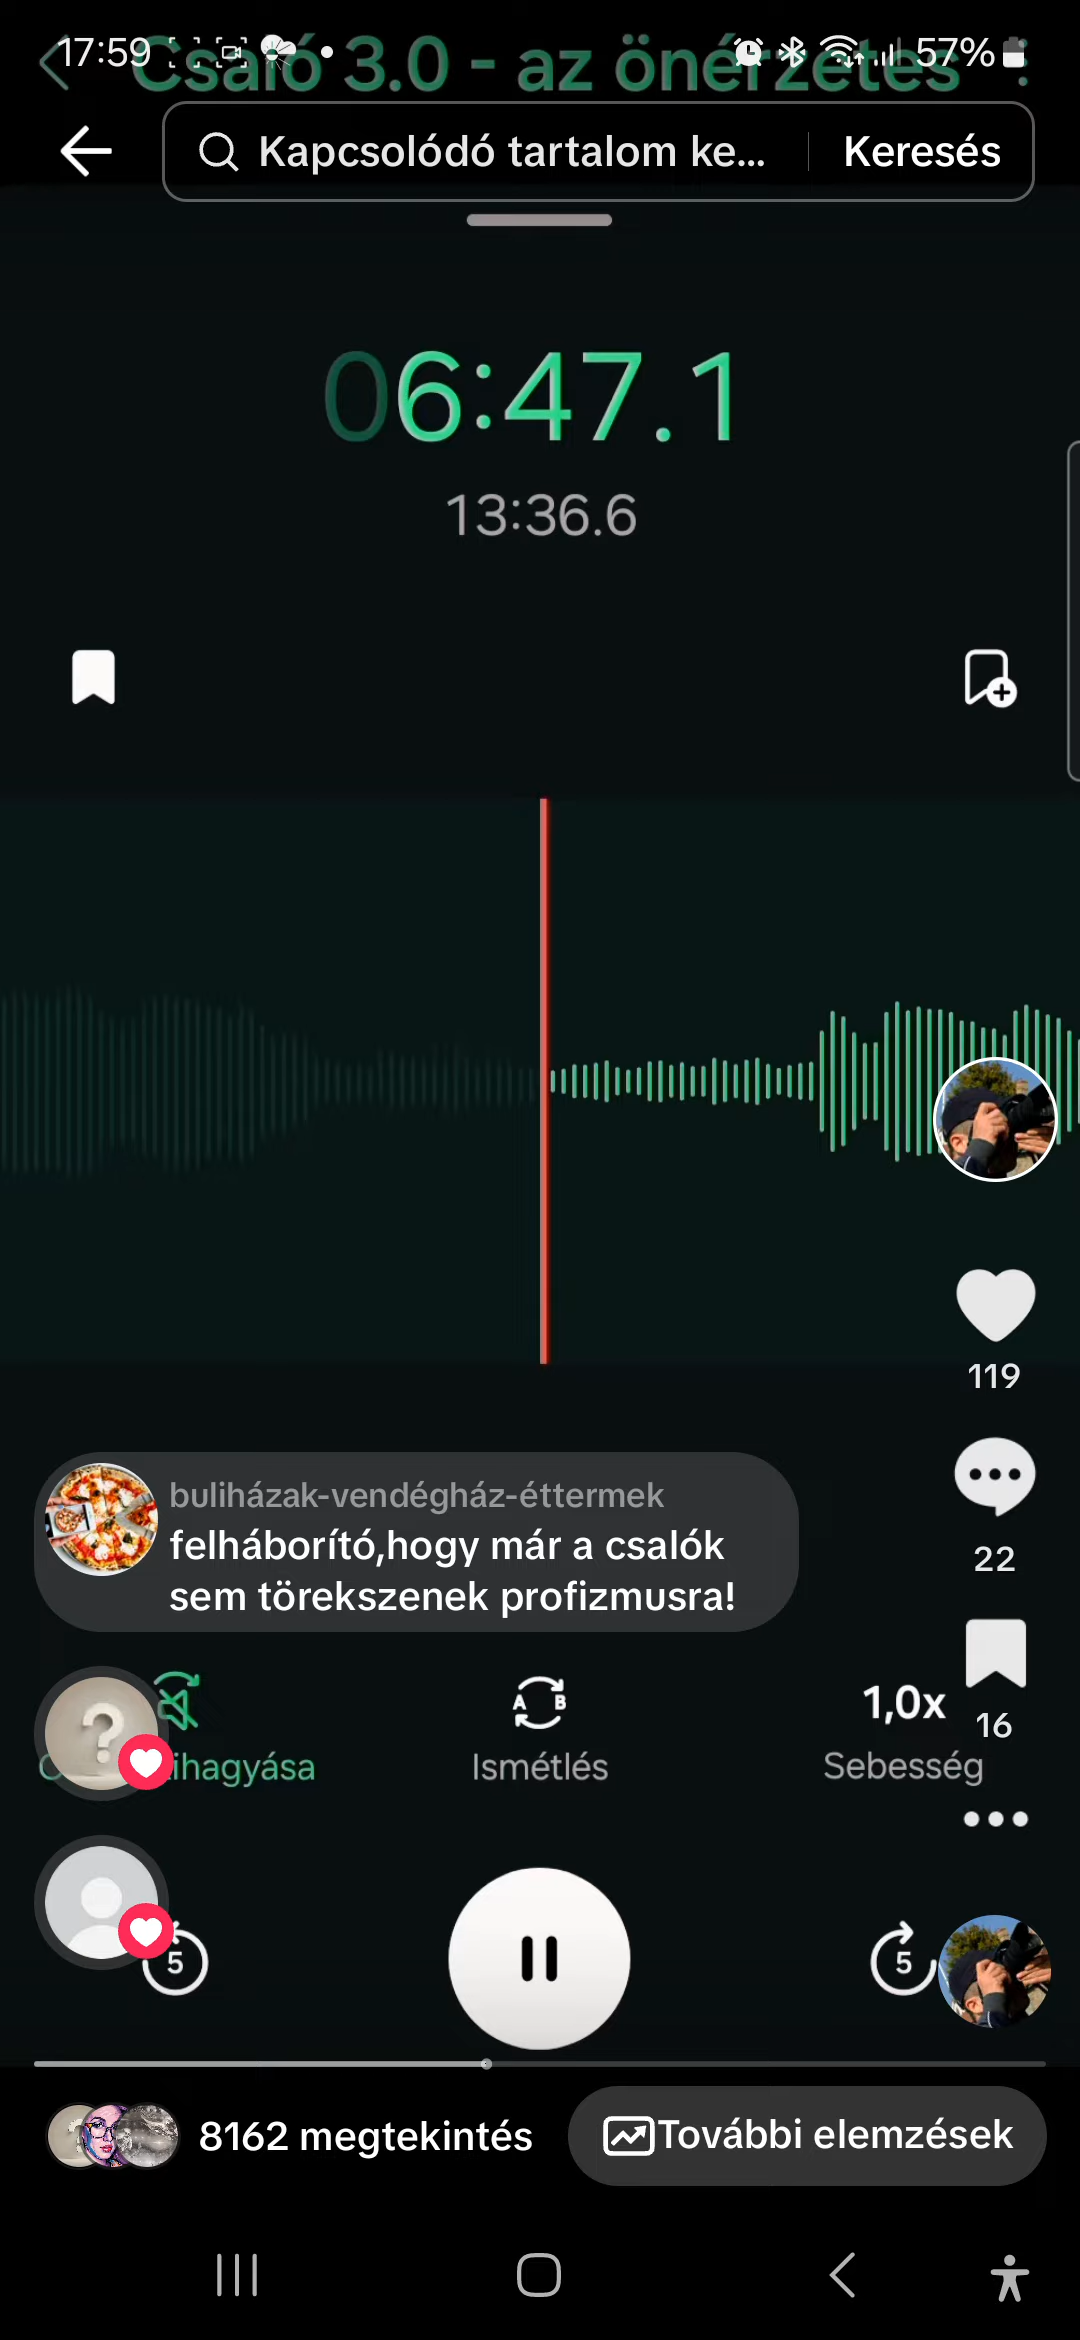 17:59
57%
Csaló 3.0 - az önérzetes
Kapcsolódó tartalom ke...
Keresés
06:47.1
13:36.6
119
buliházak-vendégház-éttermek
felháborító,hogy már a csalók
sem törekszenek profizmusra!
22
16
ihagyása
A B
Ismétlés
1,0x
Sebesség
5
5
8162 megtekintés
További elemzések